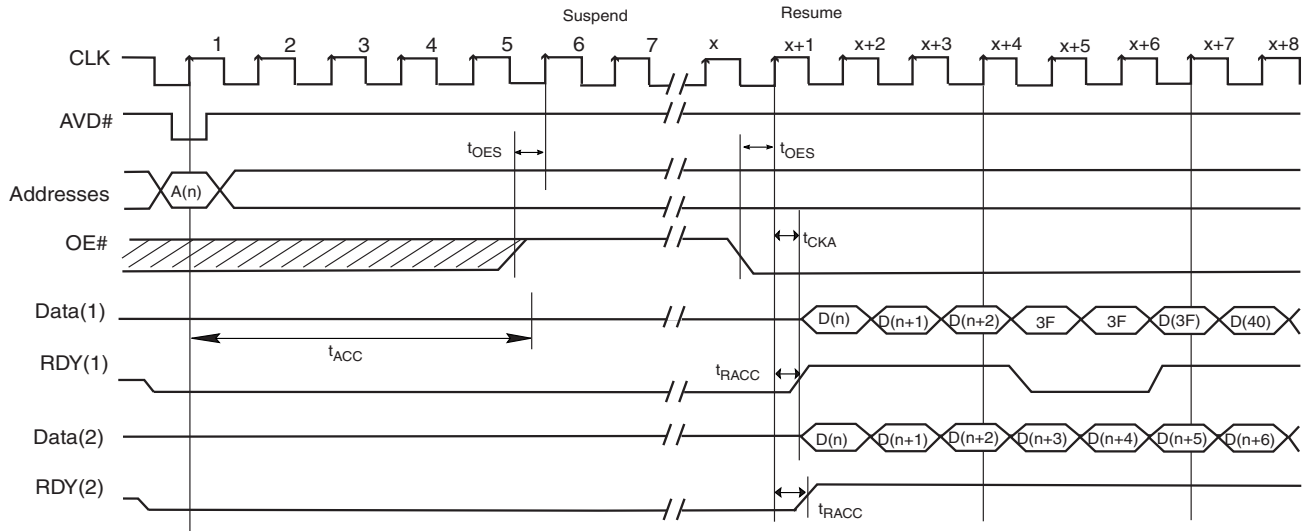 Suspend Resume
CLK 1 2 3 4 5 6 7 x x+1 x+2 x+3 x+4 x+5 x+6 x+7 x+8
AVD#
tOES tOES
Addresses A(n)
OE# tCKA
Data(1) D(n) D(n+1) D(n+2) 3F 3F D(3F) D(40)
tACC
RDY(1) tRACC
Data(2) D(n) D(n+1) D(n+2) D(n+3) D(n+4) D(n+5) D(n+6)
RDY(2)
tRACC